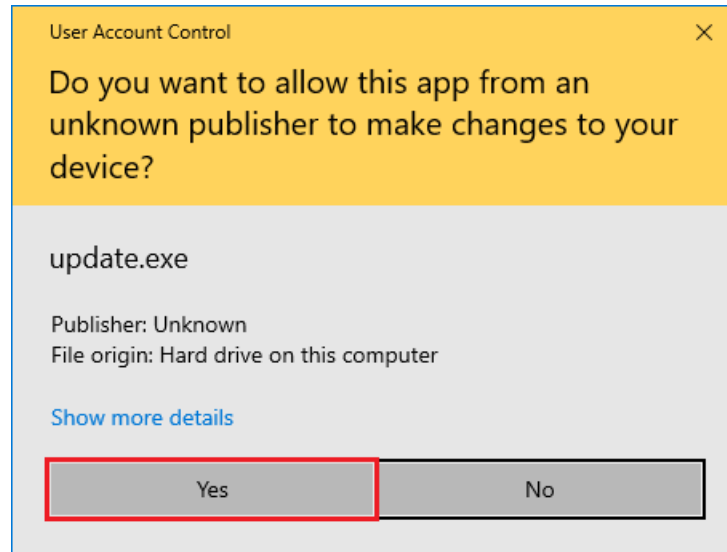 User Account Control
Do you want to allow this app from an
unknown publisher to make changes to your
device?
update.exe
Publisher: Unknown
File origin: Hard drive on this computer
Show more details
Yes
No